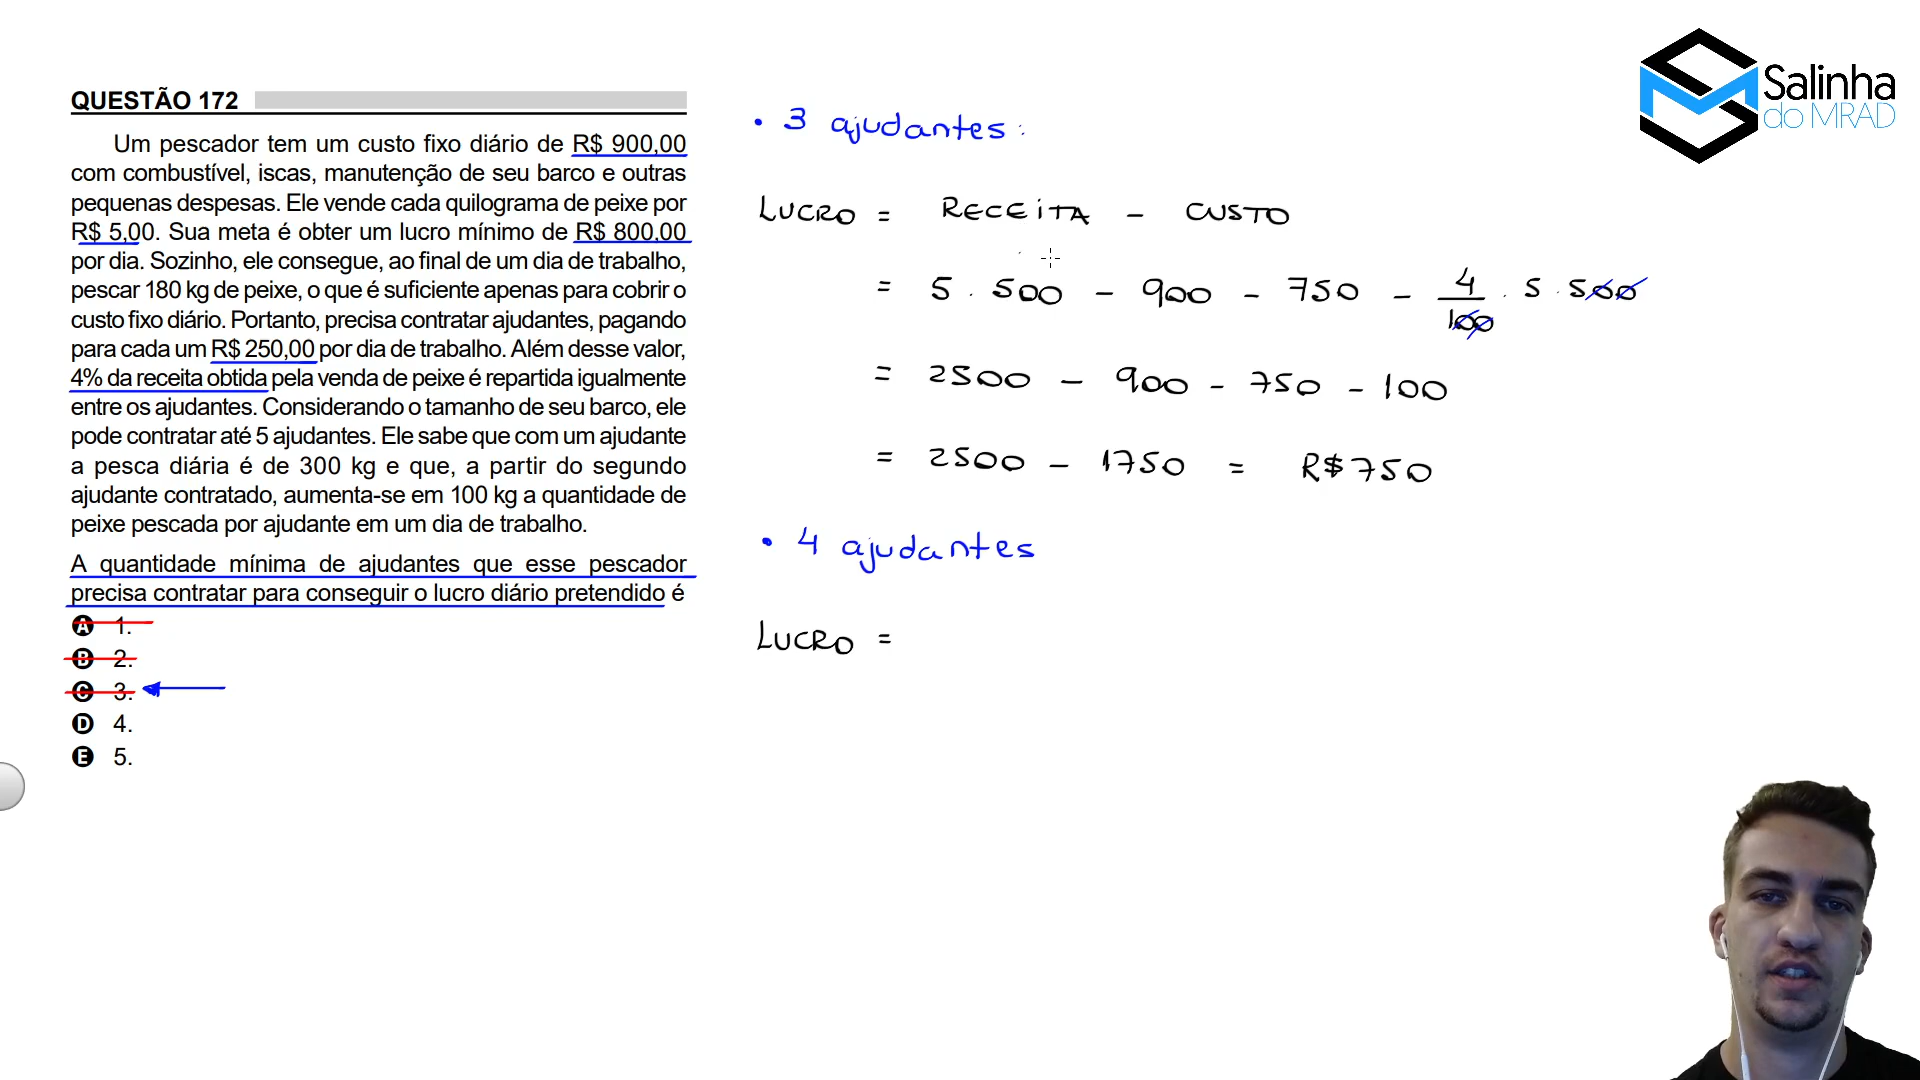 QUESTÃO 172
Um pescador tem um custo fixo diário de R$ 900,00
com combustível, iscas, manutenção de seu barco e outras
pequenas despesas. Ele vende cada quilograma de peixe por
R$ 5,00. Sua meta é obter um lucro mínimo de R$ 800,00
por dia. Sozinho, ele consegue, ao final de um dia de trabalho,
pescar 180 kg de peixe, o que é suficiente apenas para cobrir o
custo fixo diário. Portanto, precisa contratar ajudantes, pagando
para cada um R$ 250,00 por dia de trabalho. Além desse valor,
4% da receita obtida pela venda de peixe é repartida igualmente
entre os ajudantes. Considerando o tamanho de seu barco, ele
pode contratar até 5 ajudantes. Ele sabe que com um ajudante
a pesca diária é de 300 kg e que, a partir do segundo
ajudante contratado, aumenta-se em 100 kg a quantidade de
peixe pescada por ajudante em um dia de trabalho.
A quantidade mínima de ajudantes que esse pescador
precisa contratar para conseguir o lucro diário pretendido é
A 1.
B 2.
C 3.
D 4.
E 5.
• 3 ajudantes:
LUCRO = RECEITA - CUSTO
= 5 . 500 - 900 - 750 - 4/100 . 5 . 500
= 2500 - 900 - 750 - 100
= 2500 - 1750 = R$750
• 4 ajudantes
LUCRO =
Salinha
do MRAD